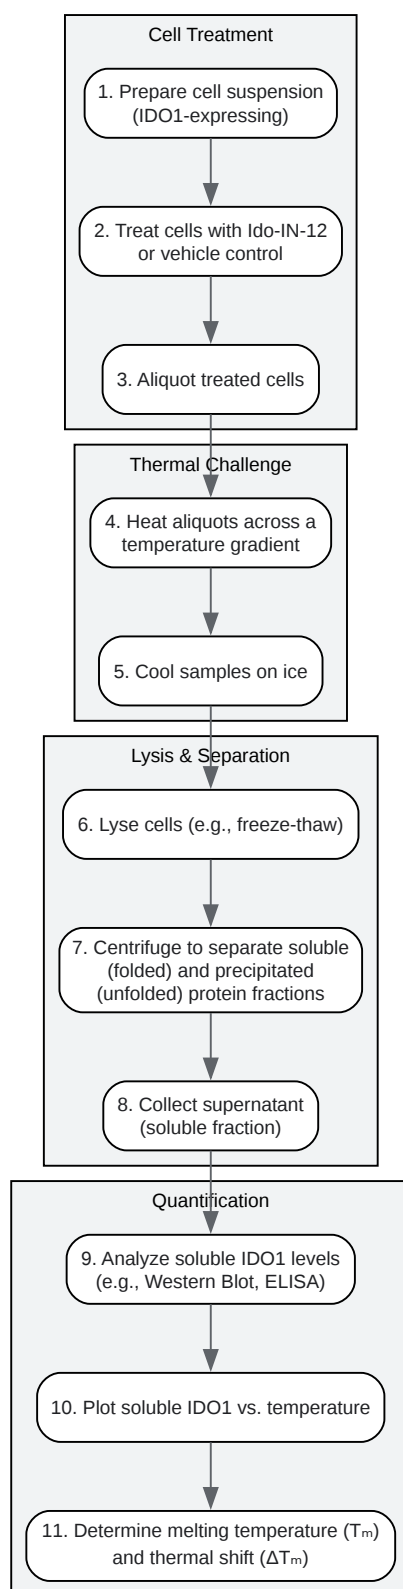 Cell Treatment
1. Prepare cell suspension
(IDO1-expressing)
2. Treat cells with Ido-IN-12
or vehicle control
3. Aliquot treated cells
Thermal Challenge
4. Heat aliquots across a
temperature gradient
5. Cool samples on ice
Lysis & Separation
6. Lyse cells (e.g., freeze-thaw)
7. Centrifuge to separate soluble
(folded) and precipitated
(unfolded) protein fractions
8. Collect supernatant
(soluble fraction)
Quantification
9. Analyze soluble IDO1 levels
(e.g., Western Blot, ELISA)
10. Plot soluble IDO1 vs. temperature
11. Determine melting temperature (Tₘ)
and thermal shift (ΔTₘ)